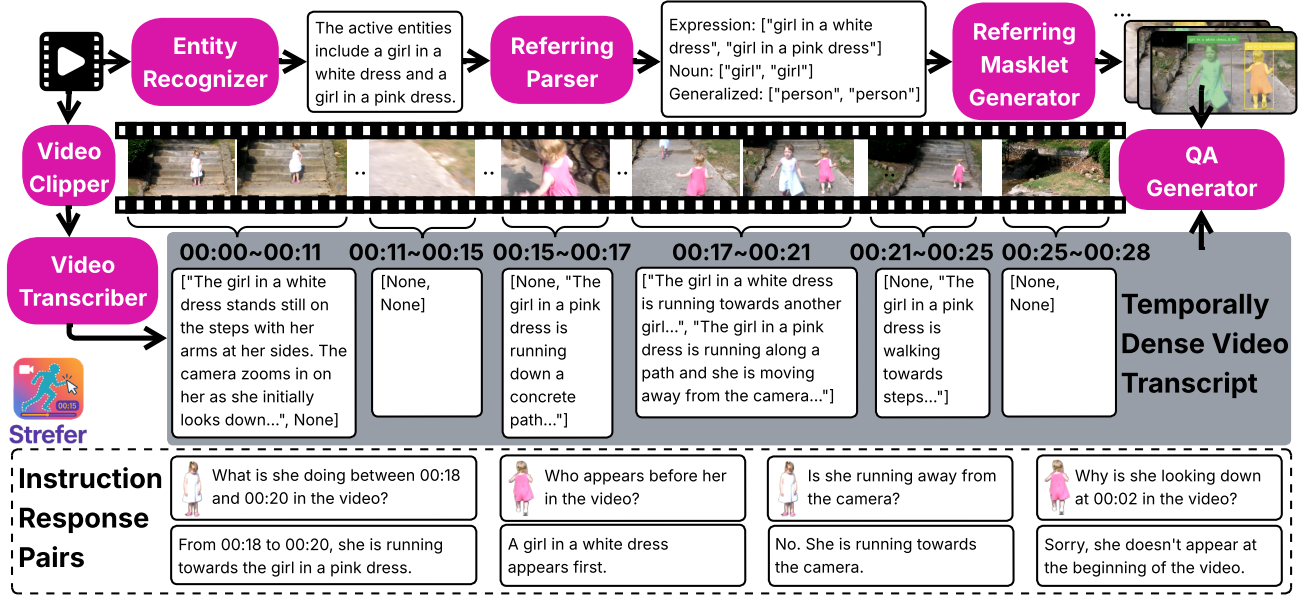 Entity
Recognizer
The active entities
include a girl in a
white dress and a
girl in a pink dress.
Referring
Parser
Expression: ["girl in a white
dress", "girl in a pink dress"]
Noun: ["girl", "girl"]
Generalized: ["person", "person"]
Referring
Masklet
Generator
...
Video
Clipper
..
..
..
QA
Generator
Video
Transcriber
00:00~00:11
00:11~00:15
00:15~00:17
00:17~00:21
00:21~00:25
00:25~00:28
["The girl in a white
dress stands still on
the steps with her
arms at her sides. The
camera zooms in on
her as she initially
looks down...", None]
[None,
None]
[None, "The
girl in a pink
dress is
running
down a
concrete
path..."]
["The girl in a white dress
is running towards another
girl...", "The girl in a pink
dress is running along a
path and she is moving
away from the camera..."]
[None, "The
girl in a pink
dress is
walking
towards
steps..."]
[None,
None]
Temporally
Dense Video
Transcript
00:15
Strefer
Instruction
Response
Pairs
What is she doing between 00:18
and 00:20 in the video?
From 00:18 to 00:20, she is running
towards the girl in a pink dress.
Who appears before her
in the video?
A girl in a white dress
appears first.
Is she running away from
the camera?
No. She is running towards
the camera.
Why is she looking down
at 00:02 in the video?
Sorry, she doesn't appear at
the beginning of the video.